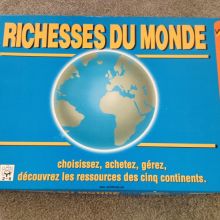 RICHESSES DU MONDE
choisissez, achetez, gérez,
découvrez les ressources des cinq continents.